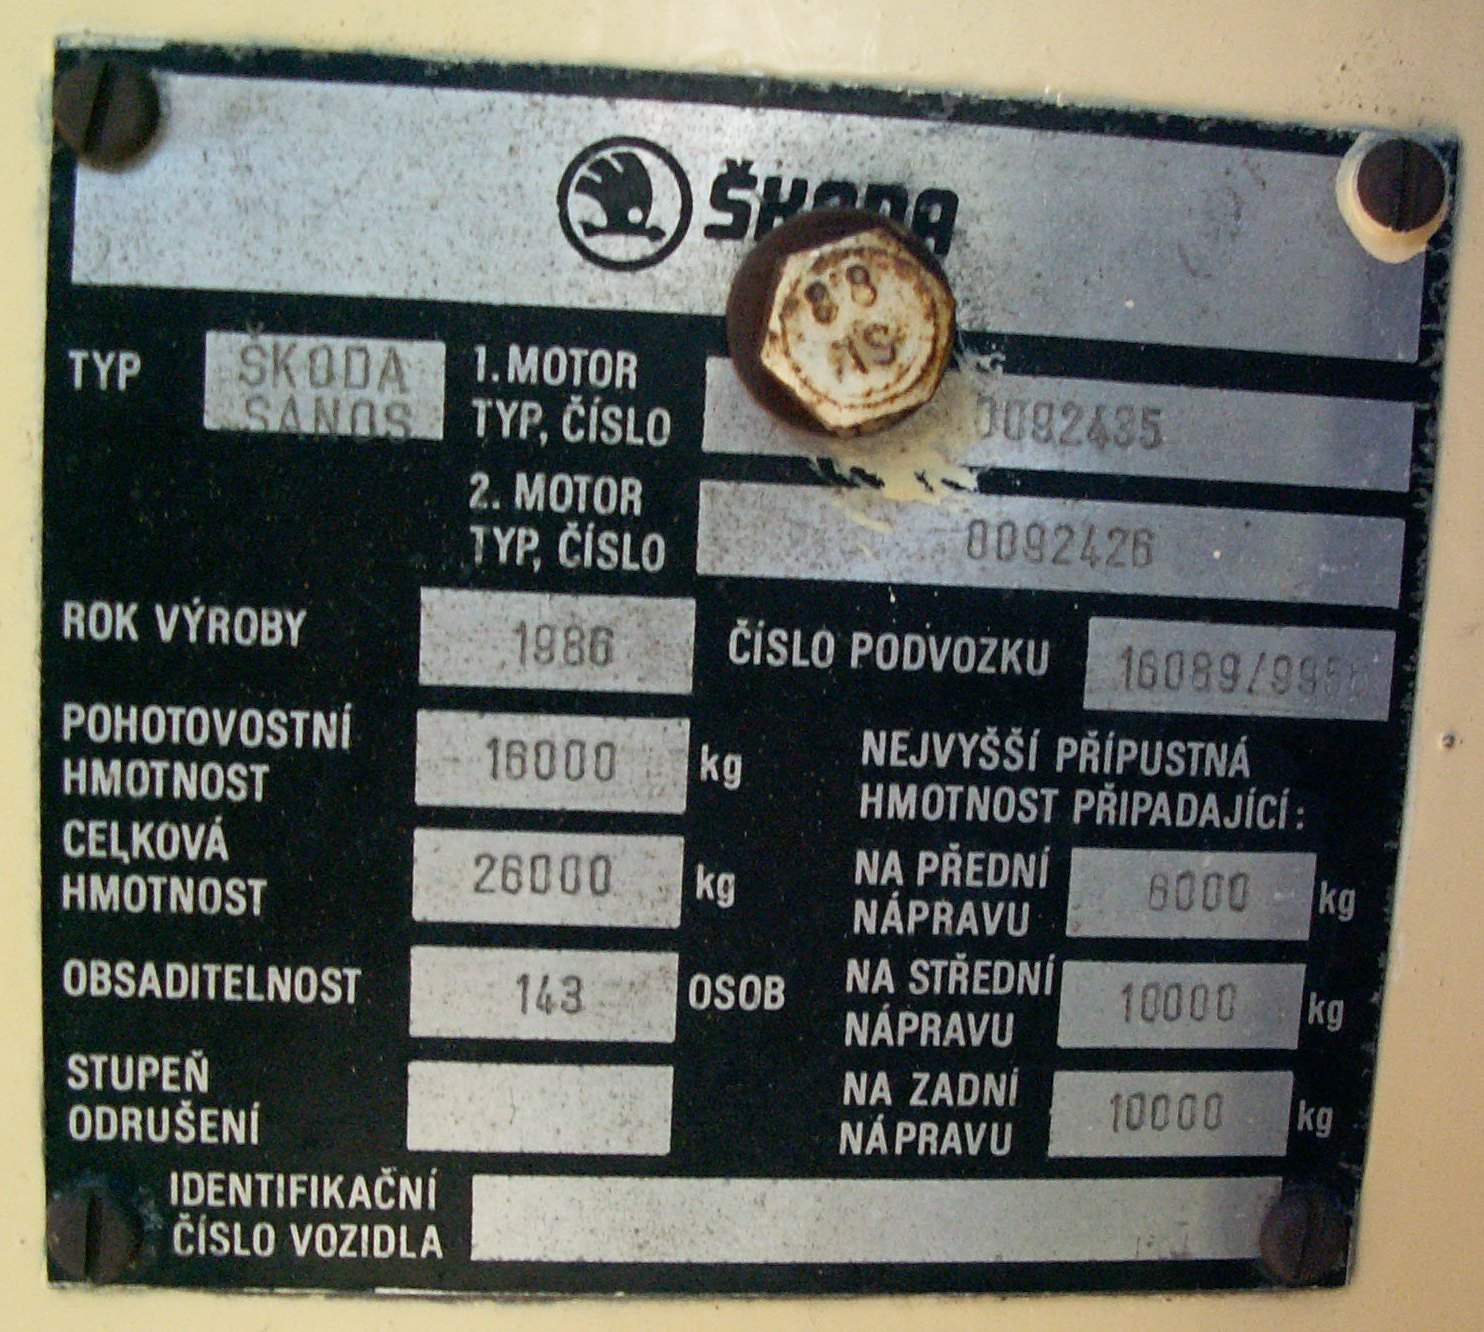 ŠKODA
8.8
TYP ŠKODA SANOS
1. MOTOR TYP, ČÍSLO 0092435
2. MOTOR TYP, ČÍSLO 0092426
ROK VÝROBY 1986
ČÍSLO PODVOZKU
POHOTOVOSTNÍ
HMOTNOST 16000 kg
CELKOVÁ
HMOTNOST 26000 kg
OBSADITELNOST 143 OSOB
STUPEŇ
ODRUŠENÍ
NEJVYŠŠÍ PŘÍPUSTNÁ
HMOTNOST PŘIPADAJÍCÍ:
NA PŘEDNÍ
NÁPRAVU 6000 kg
NA STŘEDNÍ
NÁPRAVU 10000 kg
NA ZADNÍ
NÁPRAVU 10000 kg
IDENTIFIKAČNÍ
ČÍSLO VOZIDLA